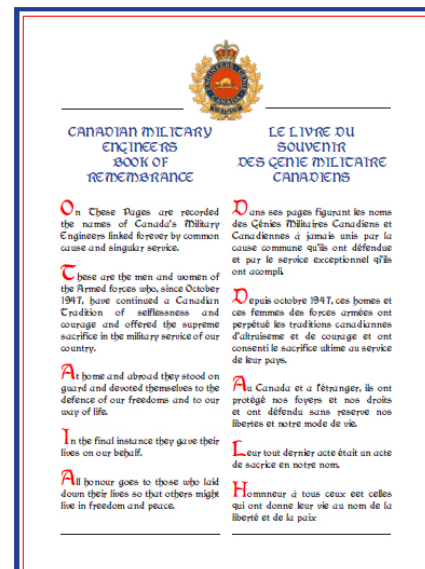 ENGINEERS GENIE
CANADA
UBIQUE
CANADIAN MILITARY
ENGINEERS
BOOK OF
REMEMBRANCE
On These Pages are recorded
the names of Canada's Military
Engineers linked forever by common
cause and singular service.
These are the men and women of
the Armed forces who, since October
1947, have continued a Canadian
Tradition of selflessness and
courage and offered the supreme
sacrifice in the military service of our
country.
At home and abroad they stood on
guard and devoted themselves to the
defence of our freedoms and to our
way of life.
In the final instance they gave their
lives on our behalf.
All honour goes to those who laid
down their lives so that others might
live in freedom and peace.
LE LIVRE DU
SOUVENIR
DES GENIE MILITAIRE
CANADIENS
Dans ses pages figurant les noms
des Génies Militaires Canadiens et
Canadiennes à jamais unis par la
cause commune qu'ils ont défendue
et par le service exceptionnel qi'ils
ont acompli.
Depuis octobre 1947, ces homes et
ces femmes des forces armées ont
perpétué les traditions canadiannes
d'altruiseme et de courage et ont
consenti le sacrifice ultime au service
de leur pays.
Au Canada et a l'étranger, ils ont
protégé nos foyers et nos droits
et ont défendu sans reserve nos
libertes et notre mode de vie.
Leur tout dernier acte était un acte
de sacrice en notre nom.
Homnneur à tous ceux eet celles
qui ont donne leur vie au nom de la
liberté et de la paix